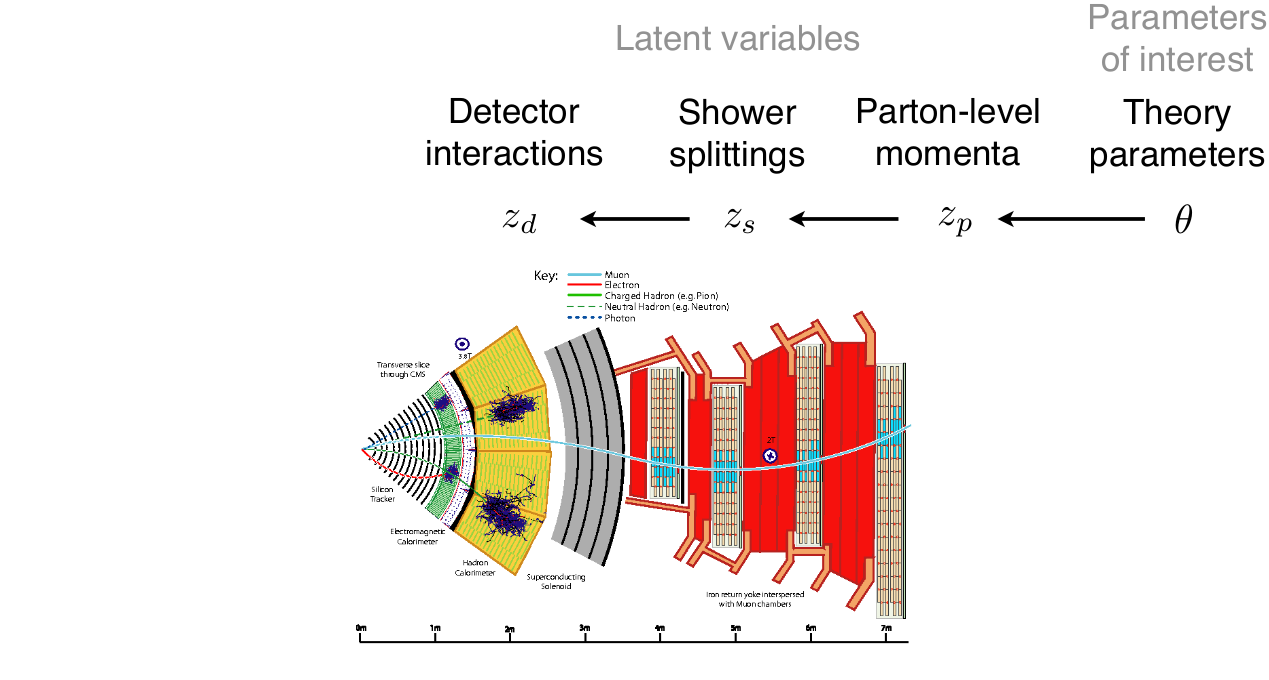 Latent variables
Parameters
of interest
Detector
interactions
Shower
splittings
Parton-level
momenta
Theory
parameters
z_d
z_s
z_p
θ
Key:
Muon
Electron
Charged Hadron (e.g. Pion)
Neutral Hadron (e.g. Neutron)
Photon
3.8T
Transverse slice
through CMS
2T
Silicon
Tracker
Electromagnetic
Calorimeter
Hadron
Calorimeter
Superconducting
Solenoid
Iron return yoke interspersed
with Muon chambers
0m 1m 2m 3m 4m 5m 6m 7m